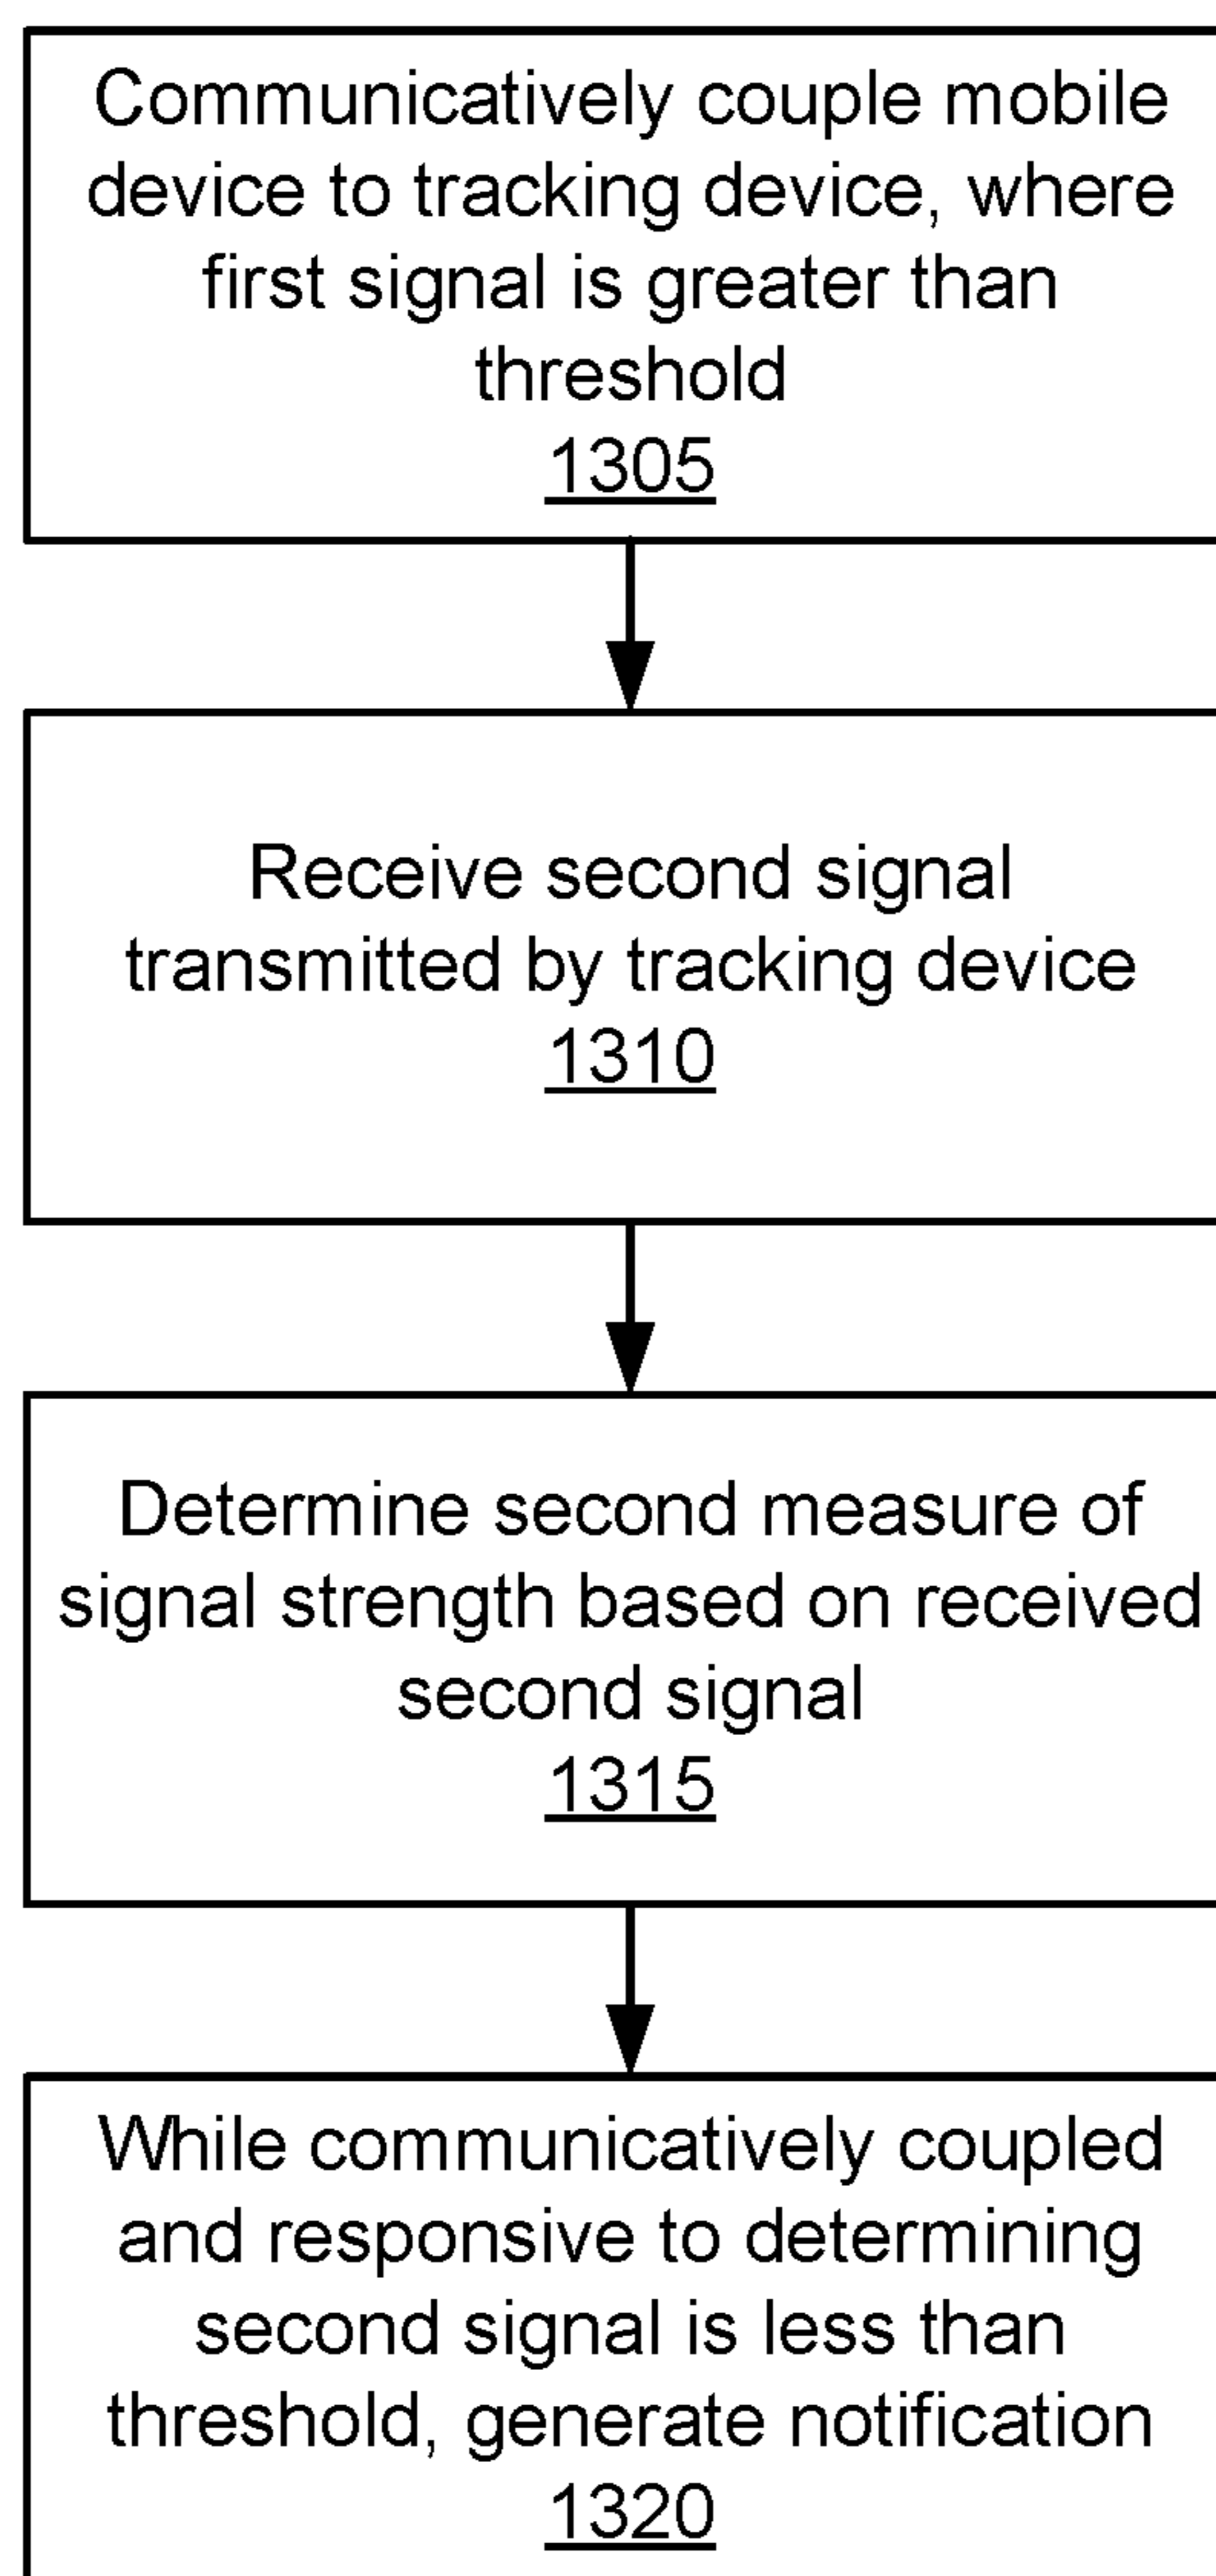 Communicatively couple mobile
device to tracking device, where
first signal is greater than
threshold
1305
Receive second signal
transmitted by tracking device
1310
Determine second measure of
signal strength based on received
second signal
1315
While communicatively coupled
and responsive to determining
second signal is less than
threshold, generate notification
1320